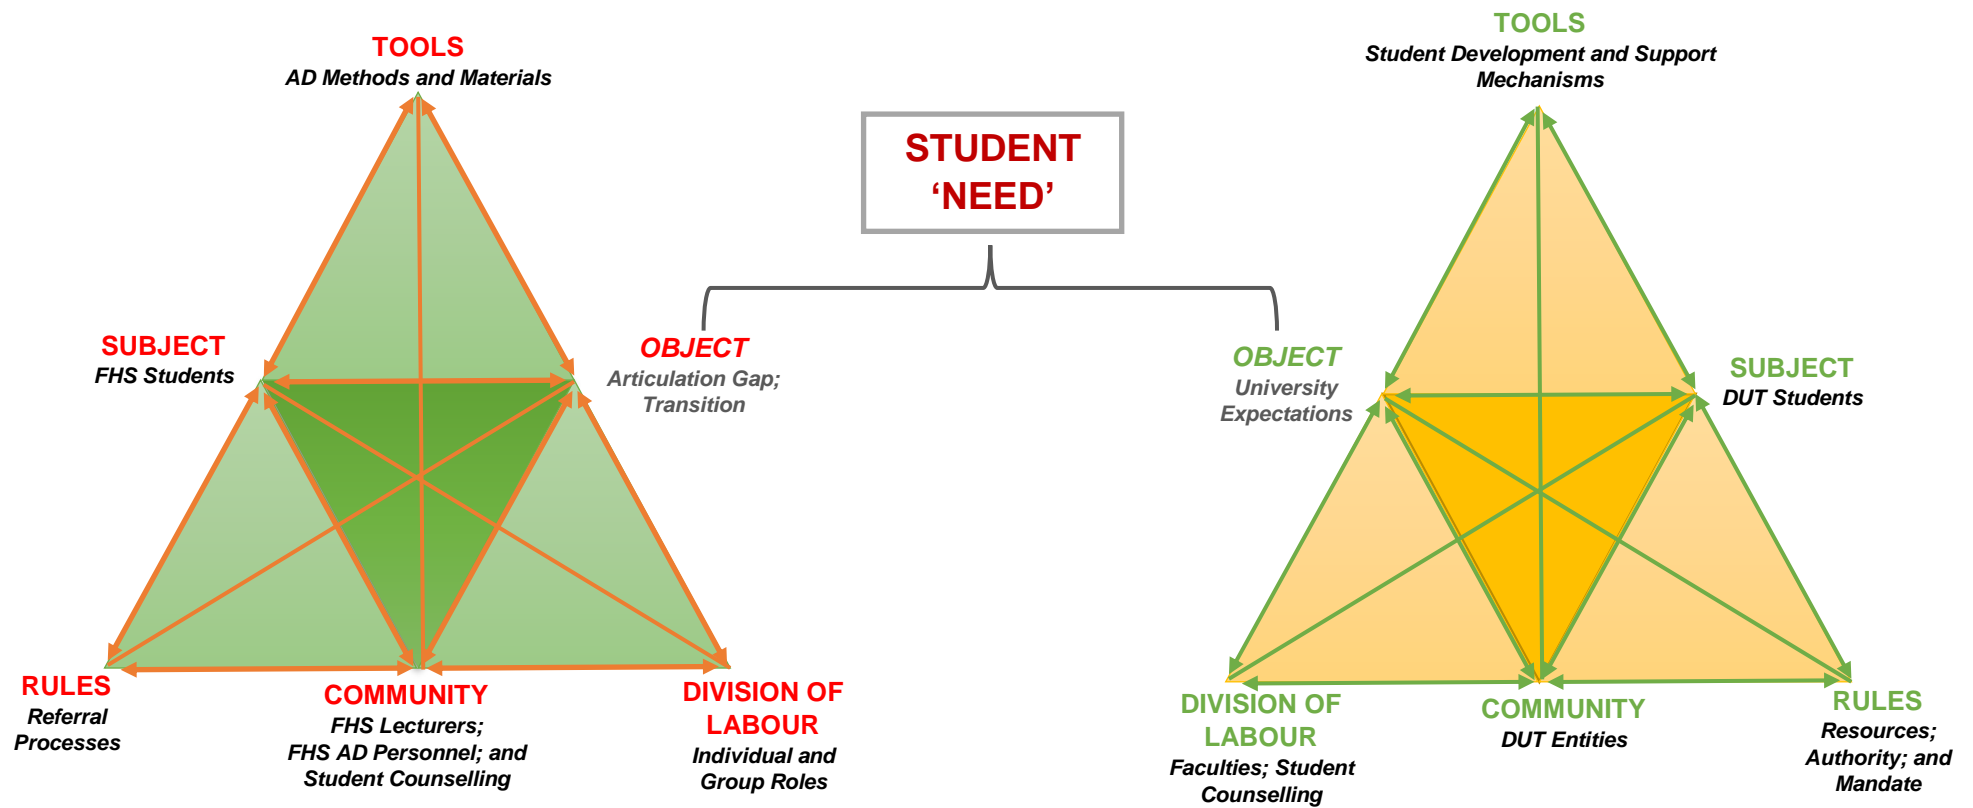 TOOLS
AD Methods and Materials
TOOLS
Student Development and Support
Mechanisms
STUDENT
‘NEED’
SUBJECT
FHS Students
OBJECT
Articulation Gap;
Transition
OBJECT
University
Expectations
SUBJECT
DUT Students
RULES
Referral
Processes
COMMUNITY
FHS Lecturers;
FHS AD Personnel; and
Student Counselling
DIVISION OF
LABOUR
Individual and
Group Roles
DIVISION OF
LABOUR
Faculties; Student
Counselling
COMMUNITY
DUT Entities
RULES
Resources;
Authority; and
Mandate